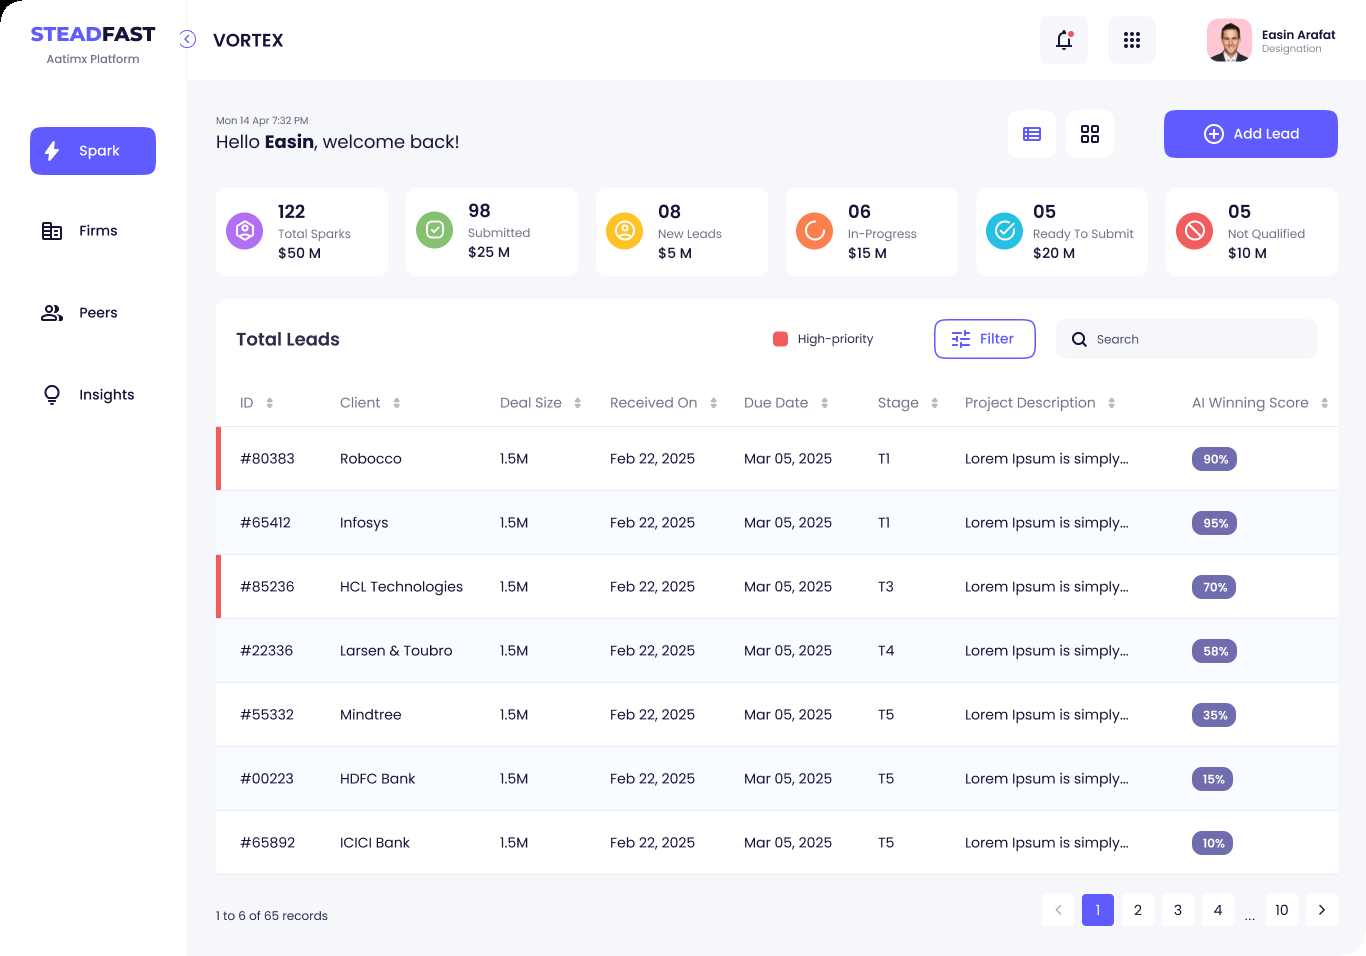 STEADFAST
Aatimx Platform
VORTEX
Easin Arafat
Designation
Spark
Firms
Peers
Insights
Mon 14 Apr 7:32 PM
Hello Easin, welcome back!
Add Lead
122
Total Sparks
$50 M
98
Submitted
$25 M
08
New Leads
$5 M
06
In-Progress
$15 M
05
Ready To Submit
$20 M
05
Not Qualified
$10 M
Total Leads
High-priority
Filter
Search
ID Client Deal Size Received On Due Date Stage Project Description AI Winning Score
#80383 Robocco 1.5M Feb 22, 2025 Mar 05, 2025 T1 Lorem Ipsum is simply... 90%
#65412 Infosys 1.5M Feb 22, 2025 Mar 05, 2025 T1 Lorem Ipsum is simply... 95%
#85236 HCL Technologies 1.5M Feb 22, 2025 Mar 05, 2025 T3 Lorem Ipsum is simply... 70%
#22336 Larsen & Toubro 1.5M Feb 22, 2025 Mar 05, 2025 T4 Lorem Ipsum is simply... 58%
#55332 Mindtree 1.5M Feb 22, 2025 Mar 05, 2025 T5 Lorem Ipsum is simply... 35%
#00223 HDFC Bank 1.5M Feb 22, 2025 Mar 05, 2025 T5 Lorem Ipsum is simply... 15%
#65892 ICICI Bank 1.5M Feb 22, 2025 Mar 05, 2025 T5 Lorem Ipsum is simply... 10%
1 to 6 of 65 records
1 2 3 4 ... 10